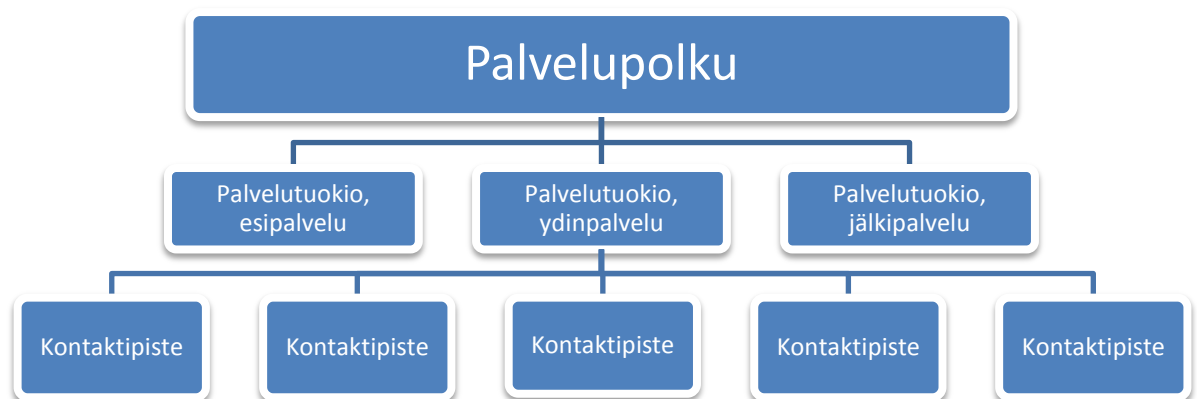 Palvelupolku
Palvelutuokio,
esipalvelu
Palvelutuokio,
ydinpalvelu
Palvelutuokio,
jälkipalvelu
Kontaktipiste
Kontaktipiste
Kontaktipiste
Kontaktipiste
Kontaktipiste